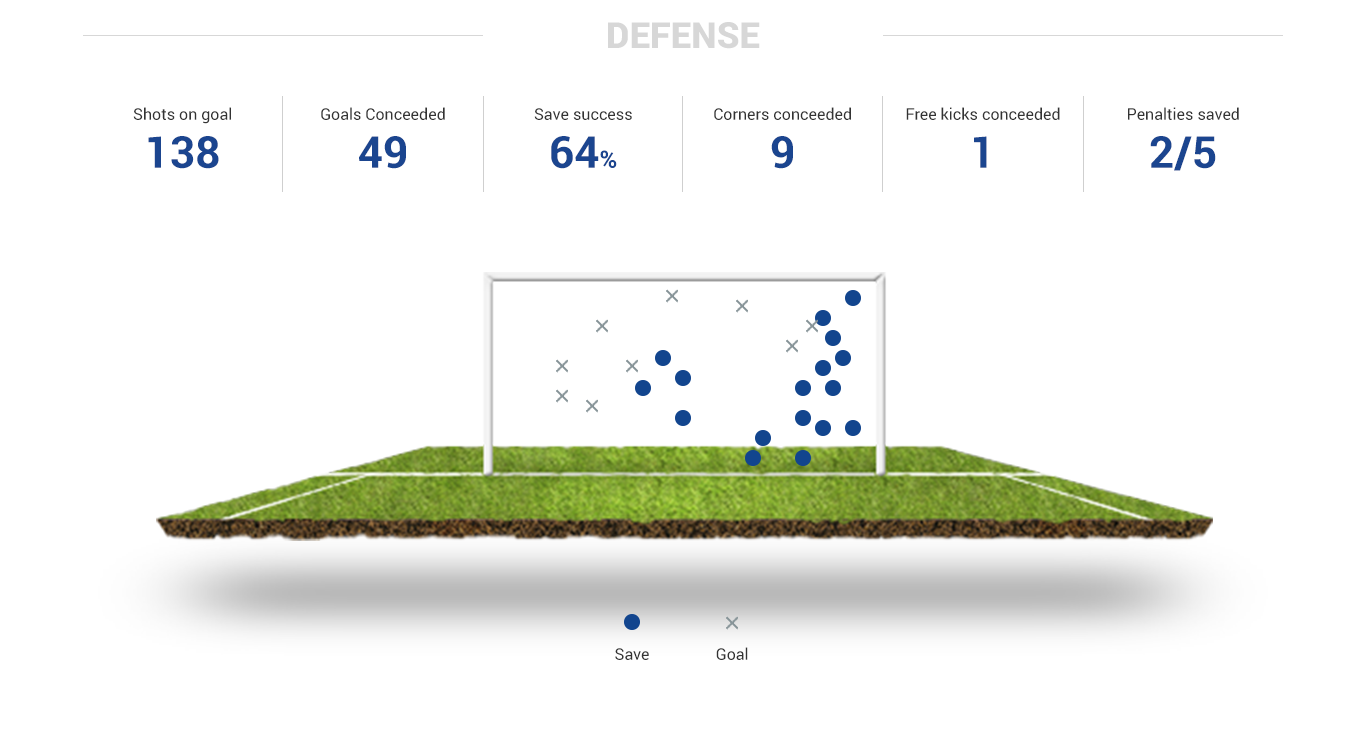 DEFENSE
Shots on goal
138
Goals Conceeded
49
Save success
64%
Corners conceeded
9
Free kicks conceeded
1
Penalties saved
2/5
Save
Goal